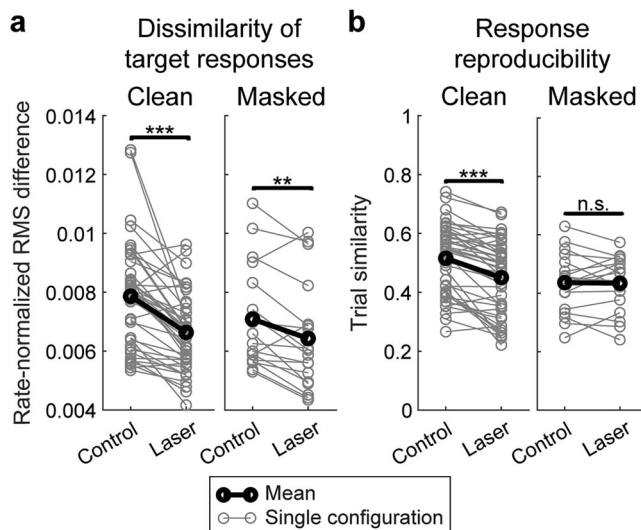 a
Dissimilarity of
target responses
Clean
Masked
Rate-normalized RMS difference
0.014
0.012
0.01
0.008
0.006
0.004
***
**
Control
Laser
Control
Laser
b
Response
reproducibility
Clean
Masked
Trial similarity
1
0.8
0.6
0.4
0.2
0
***
n.s.
Control
Laser
Control
Laser
Mean
Single configuration